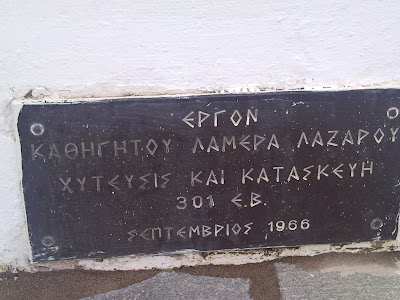 ΕΡΓΟΝ
ΚΑΘΗΓΗΤΟΥ ΛΑΜΕΡΑ ΛΑΖΑΡΟΥ
ΧΥΤΕΥΣΙΣ ΚΑΙ ΚΑΤΑΣΚΕΥΗ
301 Ε.Β.
ΣΕΠΤΕΜΒΡΙΟΣ 1966